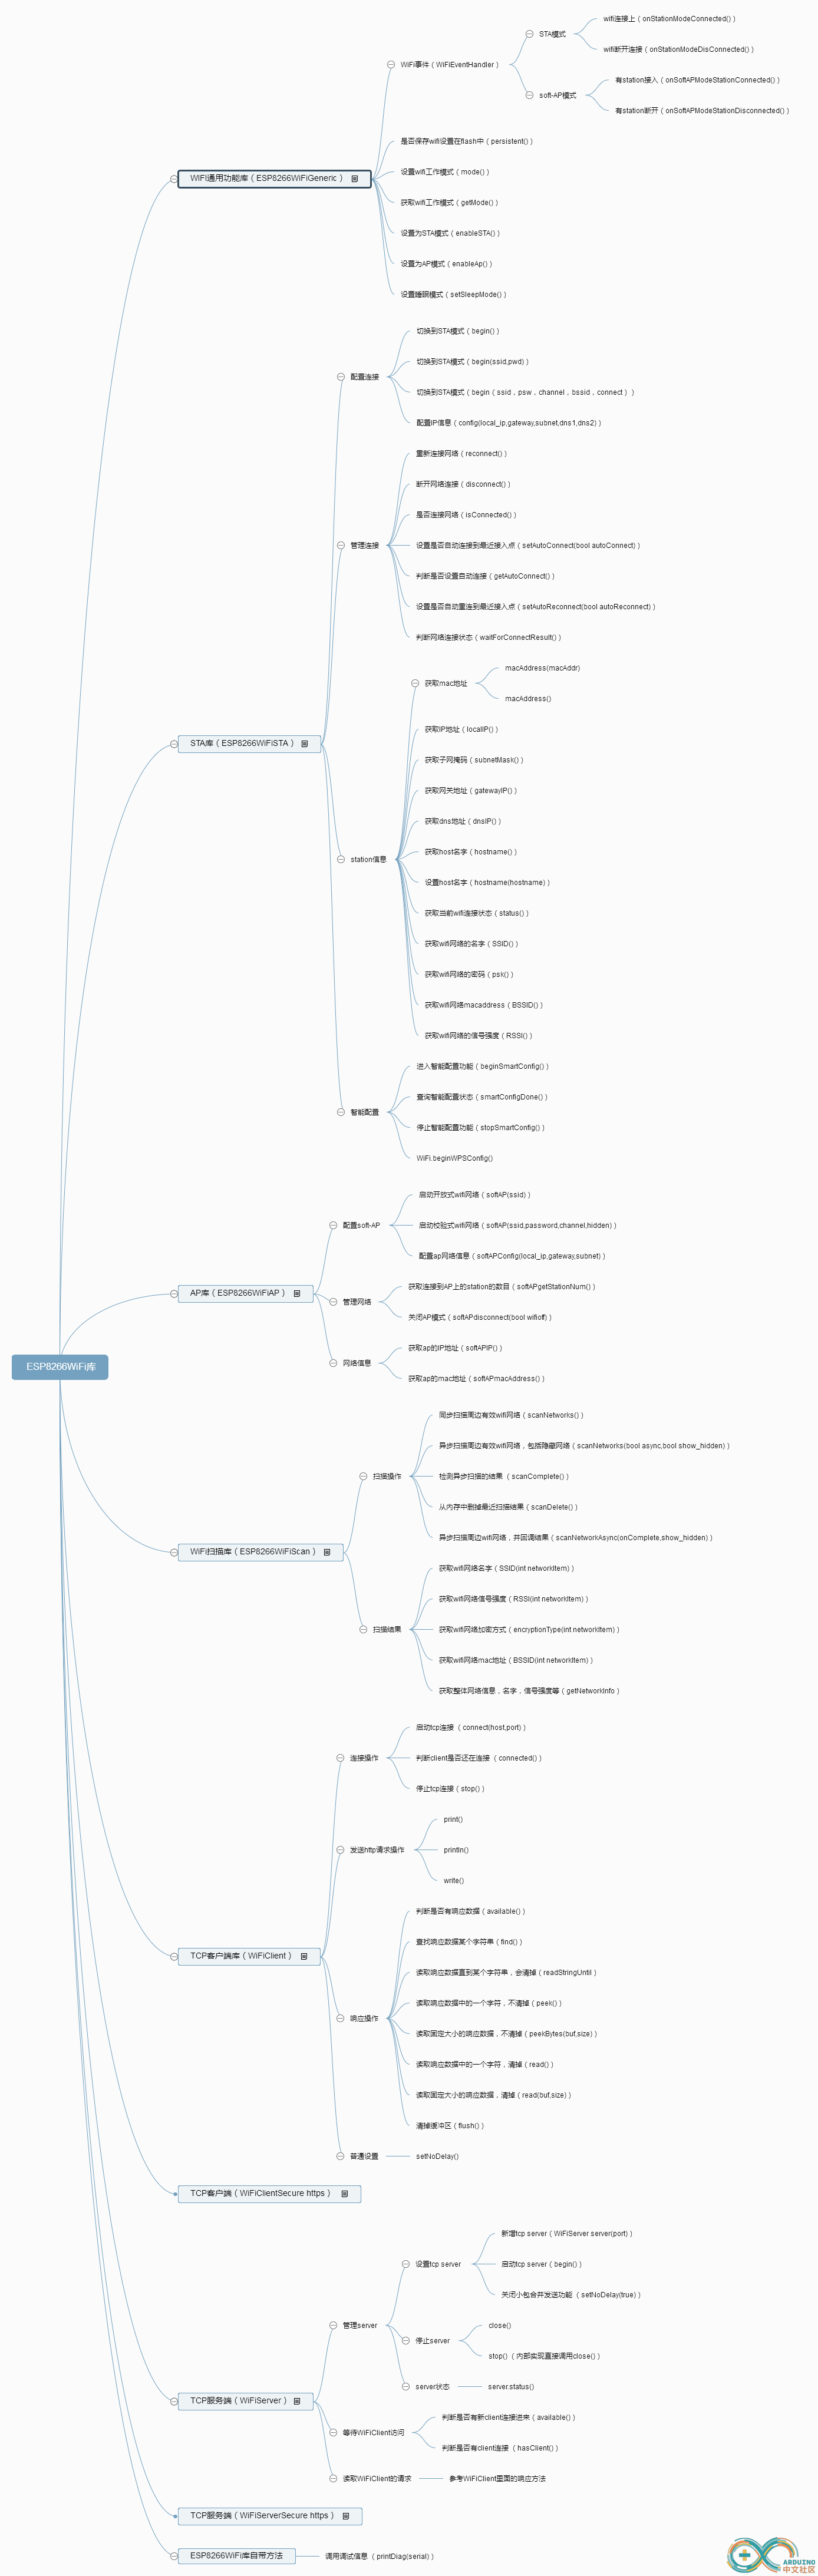 ESP8266WiFi库
WIFI通用功能库（ESP8266WiFiGeneric）
WiFi事件（WiFiEventHandler）
STA模式
wifi连接上（onStationModeConnected()）
wifi断开连接（onStationModeDisConnected()）
soft-AP模式
有station接入（onSoftAPModeStationConnected()）
有station断开（onSoftAPModeStationDisconnected()）
是否保存wifi设置在flash中（persistent()）
设置wifi工作模式（mode()）
获取wifi工作模式（getMode()）
设置为STA模式（enableSTA()）
设置为AP模式（enableAp()）
设置睡眠模式（setSleepMode()）
STA库（ESP8266WiFiSTA）
配置连接
切换到STA模式（begin()）
切换到STA模式（begin(ssid,pwd)）
切换到STA模式（begin（ssid，psw，channel，bssid，connect））
配置IP信息（config(local_ip,gateway,subnet,dns1,dns2)）
管理连接
重新连接网络（reconnect()）
断开网络连接（disconnect()）
是否连接网络（isConnected()）
设置是否自动连接到最近接入点（setAutoConnect(bool autoConnect)）
判断是否设置自动连接（getAutoConnect()）
设置是否自动重连到最近接入点（setAutoReconnect(bool autoReconnect)）
判断网络连接状态（waitForConnectResult()）
station信息
获取mac地址
macAddress(macAddr)
macAddress()
获取IP地址（localIP()）
获取子网掩码（subnetMask()）
获取网关地址（gatewayIP()）
获取dns地址（dnsIP()）
获取host名字（hostname()）
设置host名字（hostname(hostname)）
获取当前wifi连接状态（status()）
获取wifi网络的名字（SSID()）
获取wifi网络的密码（psk()）
获取wifi网络macaddress（BSSID()）
获取wifi网络的信号强度（RSSI()）
智能配置
进入智能配置功能（beginSmartConfig()）
查询智能配置状态（smartConfigDone()）
停止智能配置功能（stopSmartConfig()）
WiFi.beginWPSConfig()
AP库（ESP8266WiFiAP）
配置soft-AP
启动开放式wifi网络（softAP(ssid)）
启动校验式wifi网络（softAP(ssid,password,channel,hidden)）
配置ap网络信息（softAPConfig(local_ip,gateway,subnet)）
管理网络
获取连接到AP上的station的数目（softAPgetStationNum()）
关闭AP模式（softAPdisconnect(bool wifioff)）
网络信息
获取ap的IP地址（softAPIP()）
获取ap的mac地址（softAPmacAddress()）
WiFi扫描库（ESP8266WiFiScan）
扫描操作
同步扫描周边有效wifi网络（scanNetworks()）
异步扫描周边有效wifi网络，包括隐藏网络（scanNetworks(bool async,bool show_hidden)）
检测异步扫描的结果 （scanComplete()）
从内存中删掉最近扫描结果（scanDelete()）
异步扫描周边wifi网络，并回调结果（scanNetworkAsync(onComplete,show_hidden)）
扫描结果
获取wifi网络名字（SSID(int networkItem)）
获取wifi网络信号强度（RSSI(int networkItem)）
获取wifi网络加密方式（encryptionType(int networkItem)）
获取wifi网络mac地址（BSSID(int networkItem)）
获取整体网络信息，名字，信号强度等（getNetworkInfo）
TCP客户端库（WiFiClient）
连接操作
启动tcp连接 （connect(host,port)）
判断client是否还在连接 （connected()）
停止tcp连接（stop()）
发送http请求操作
print()
println()
write()
响应操作
判断是否有响应数据（available()）
查找响应数据某个字符串（find()）
读取响应数据直到某个字符串，会清掉（readStringUntil）
读取响应数据中的一个字符，不清掉（peek()）
读取固定大小的响应数据，不清掉（peekBytes(buf,size)）
读取响应数据中的一个字符，清掉（read()）
读取固定大小的响应数据，清掉（read(buf,size)）
清掉缓冲区（flush()）
普通设置
setNoDelay()
TCP客户端（WiFiClientSecure https）
TCP服务端（WiFiServer）
管理server
设置tcp server
新增tcp server（WiFiServer server(port)）
启动tcp server（begin()）
关闭小包合并发送功能 （setNoDelay(true)）
停止server
close()
stop()（内部实现直接调用close()）
server状态
server.status()
等待WiFiClient访问
判断是否有新client连接进来（available()）
判断是否有client连接 （hasClient()）
读取WiFiClient的请求
参考WiFiClient里面的响应方法
TCP服务端（WiFiServerSecure https）
ESP8266WiFi库自带方法
调用调试信息 （printDiag(serial)）
ARDUINO
中文社区